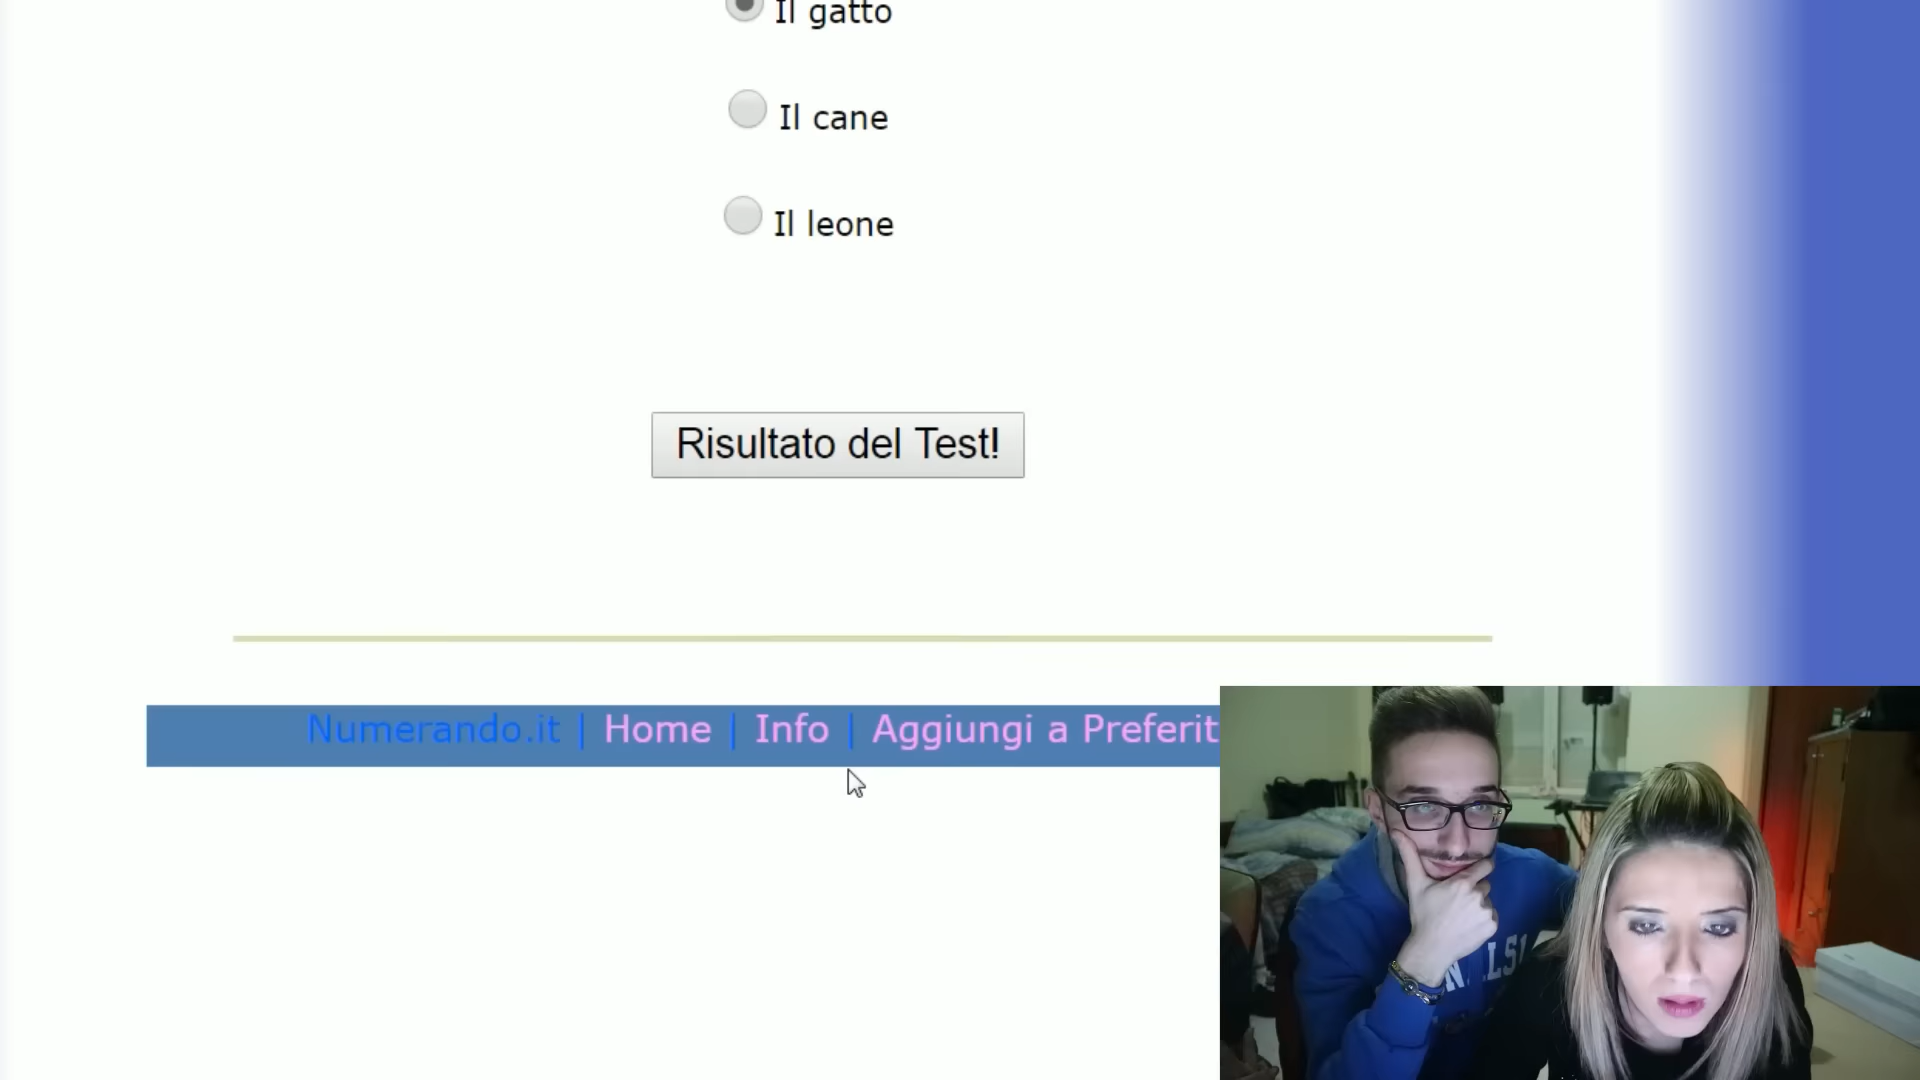 Il gatto
Il cane
Il leone
Risultato del Test!
Numerando.it | Home | Info | Aggiungi a Preferit